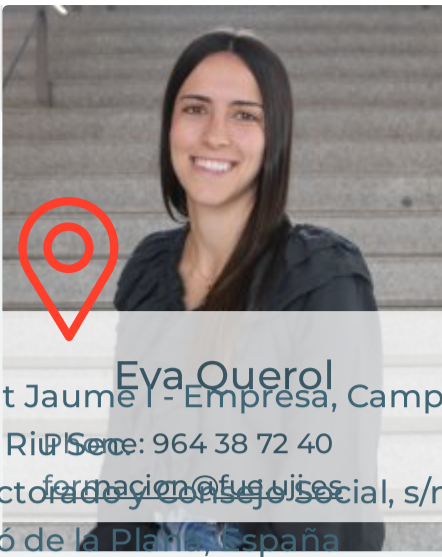 Eva Querol
t Jaume I - Empresa, Camp
Riu Sec.
Phone: 964 38 72 40
formacion@fue.uji.es
ctorado y Consejo Social, s/n
ó de la Plana, España